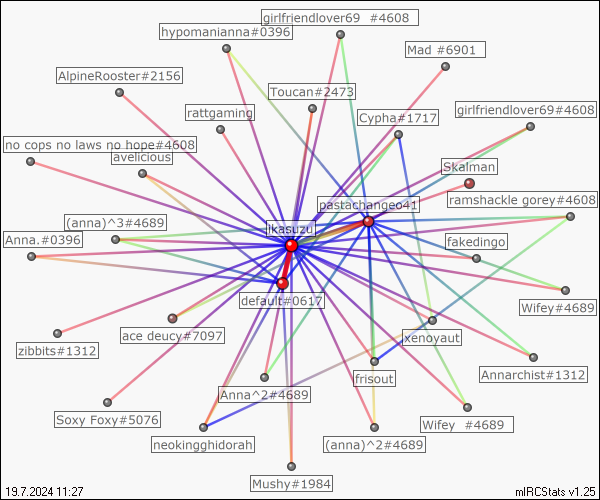 girlfriendlover69 #4608
hypomanianna#0396
Mad #6901
AlpineRooster#2156
Toucan#2473
rattgaming
Cypha#1717
girlfriendlover69#4608
no cops no laws no hope#4608
avelicious
Skalman
pastachangeo41
ramshackle gorey#4608
(anna)^3#4689
ikasuzu
Anna.#0396
fakedingo
default#0617
Wifey#4689
ace deucy#7097
xenoyaut
zibbits#1312
Annarchist#1312
frisout
Anna^2#4689
Soxy Foxy#5076
Wifey #4689
neokingghidorah
(anna)^2#4689
Mushy#1984
19.7.2024 11:27
mIRCStats v1.25